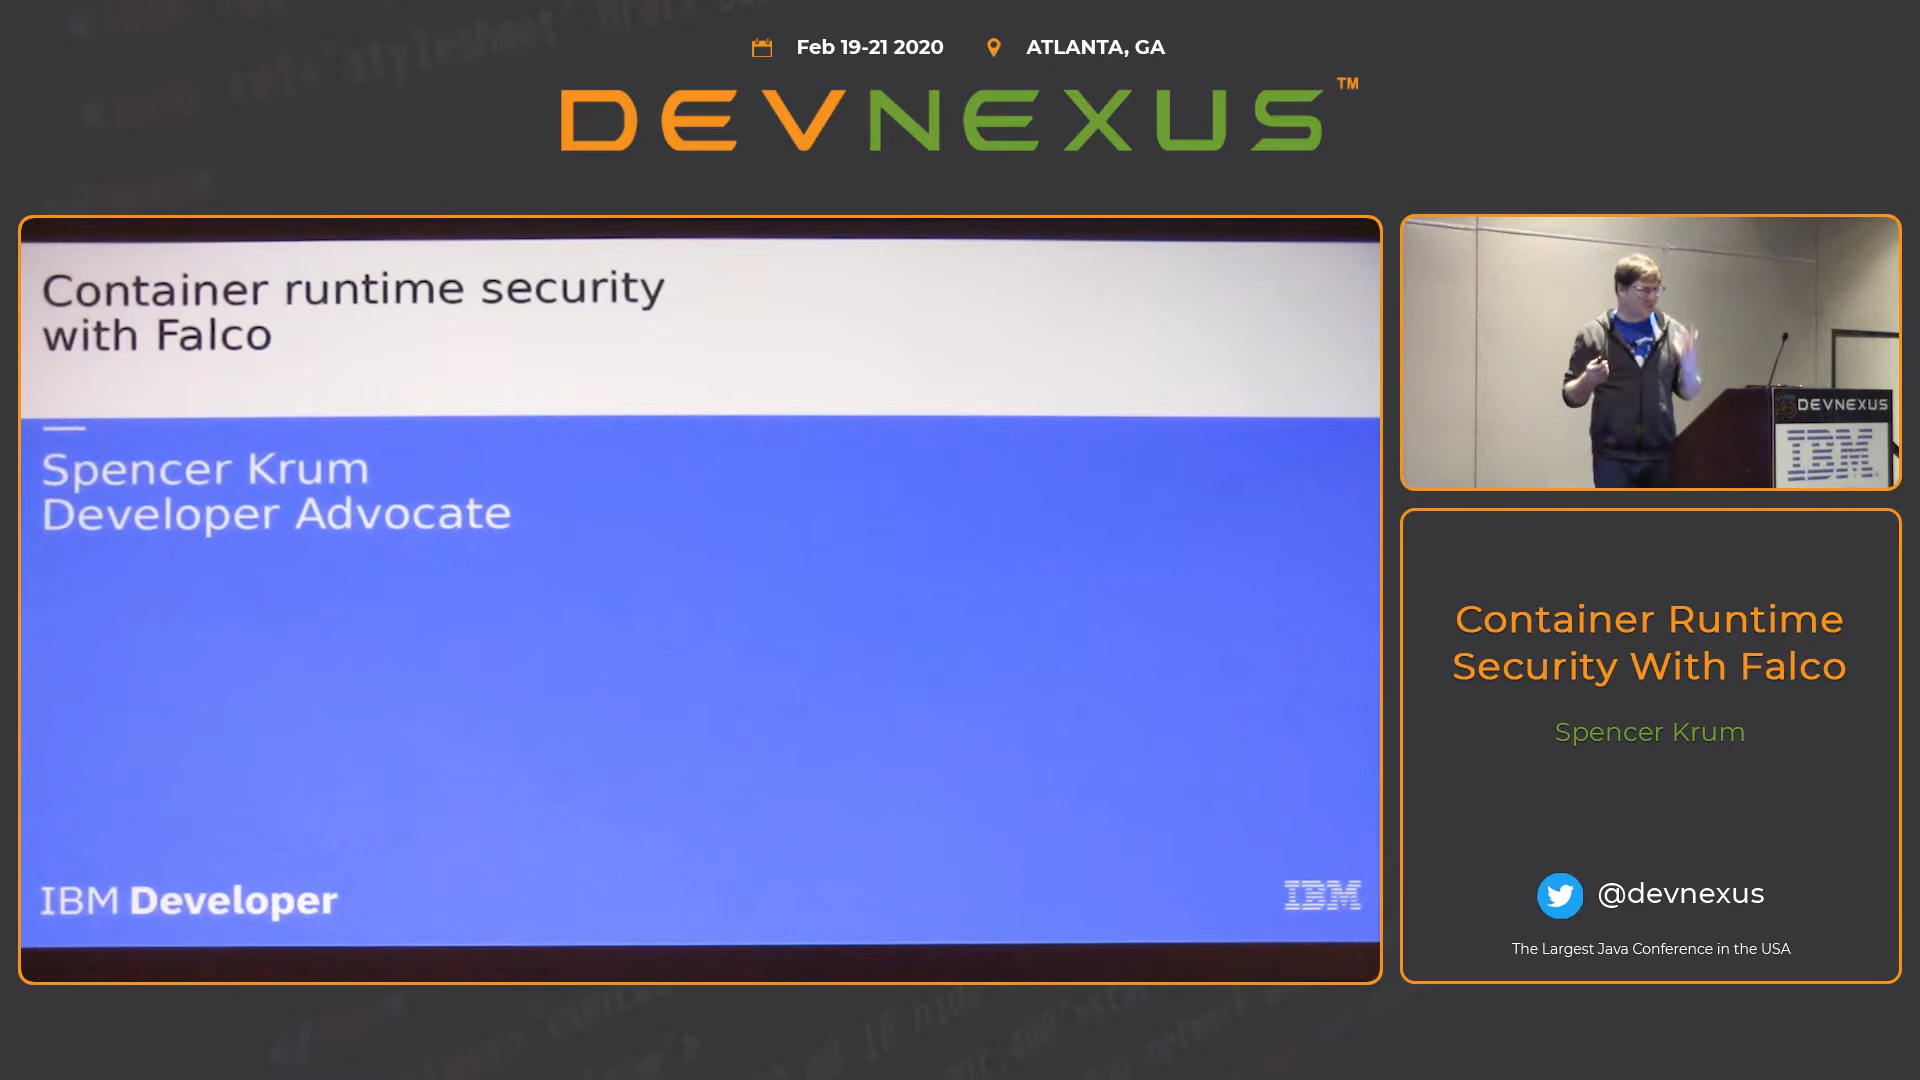 Feb 19-21 2020
ATLANTA, GA
DEVNEXUS™
Container runtime security
with Falco
Spencer Krum
Developer Advocate
IBM Developer
IBM
DEVNEXUS
IBM
Container Runtime
Security With Falco
Spencer Krum
@devnexus
The Largest Java Conference in the USA